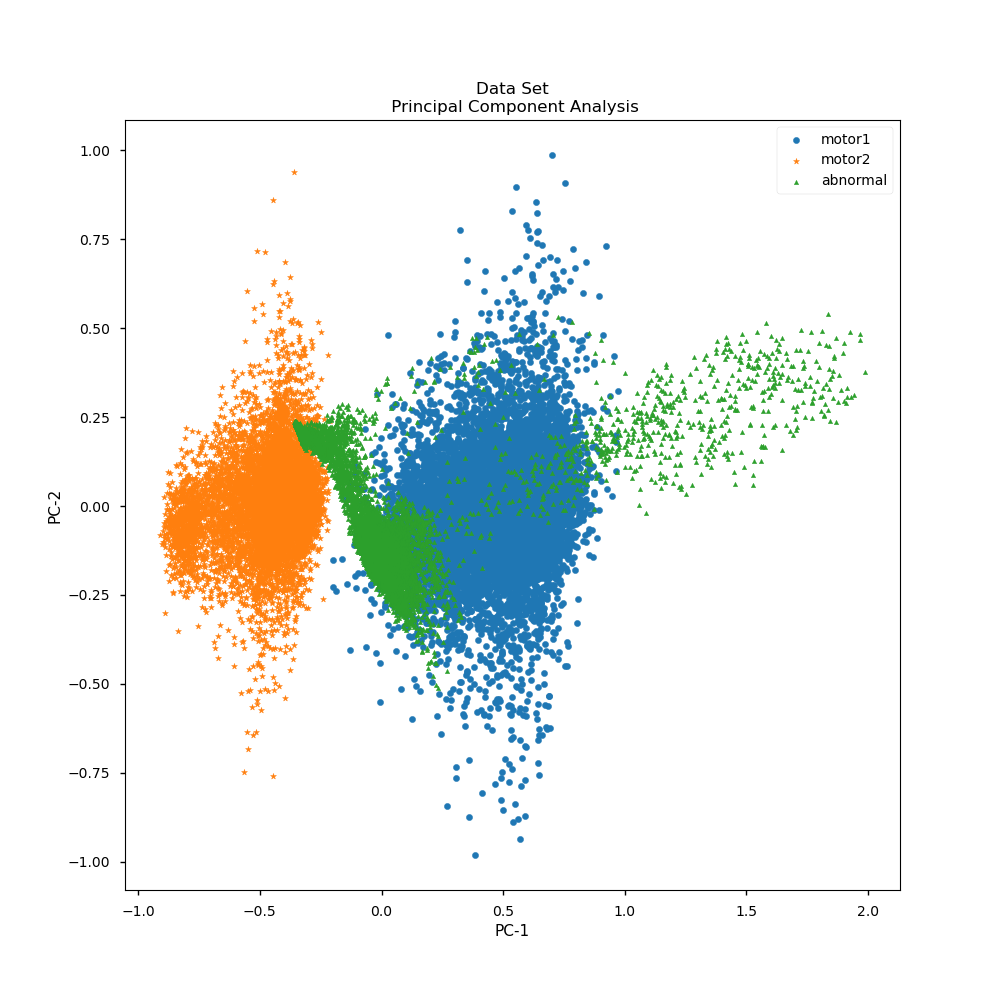 Data Set
Principal Component Analysis
motor1
motor2
abnormal
1.00
0.75
0.50
0.25
0.00
−0.25
−0.50
−0.75
−1.00
PC-2
−1.0 −0.5 0.0 0.5 1.0 1.5 2.0
PC-1